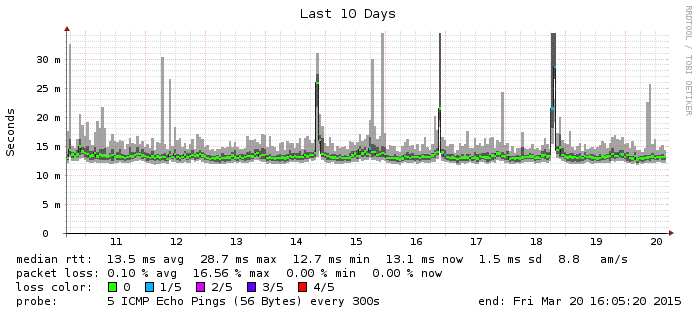 Last 10 Days
RRDTOOL / TOBI OETIKER
Seconds
30 m
25 m
20 m
15 m
10 m
5 m
0
11 12 13 14 15 16 17 18 19 20
median rtt: 13.5 ms avg 28.7 ms max 12.7 ms min 13.1 ms now 1.5 ms sd 8.8 am/s
packet loss: 0.10 % avg 16.56 % max 0.00 % min 0.00 % now
loss color: 0 1/5 2/5 3/5 4/5
probe: 5 ICMP Echo Pings (56 Bytes) every 300s end: Fri Mar 20 16:05:20 2015